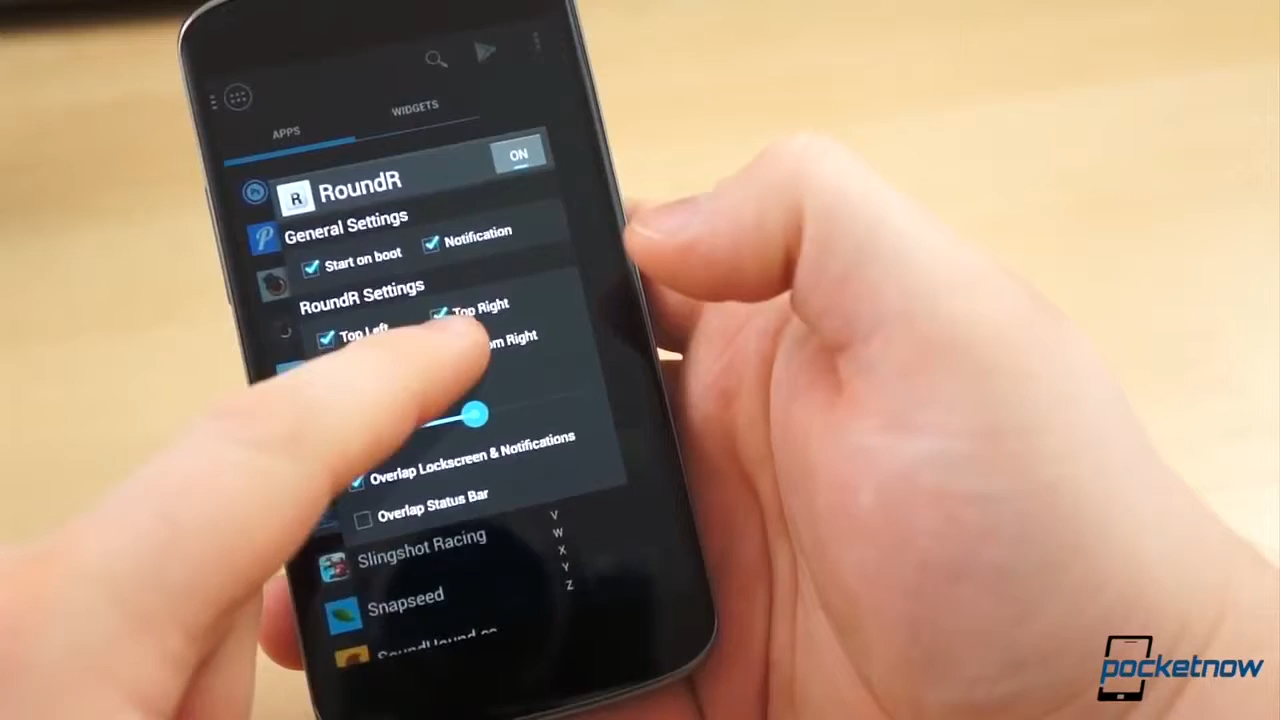 APPS
WIDGETS
R
RoundR
ON
General Settings
Start on boot
Notification
RoundR Settings
Top Left
Top Right
Right
Overlap Lockscreen & Notifications
Overlap Status Bar
Slingshot Racing
Snapseed
V
W
X
Y
Z
pocketnow